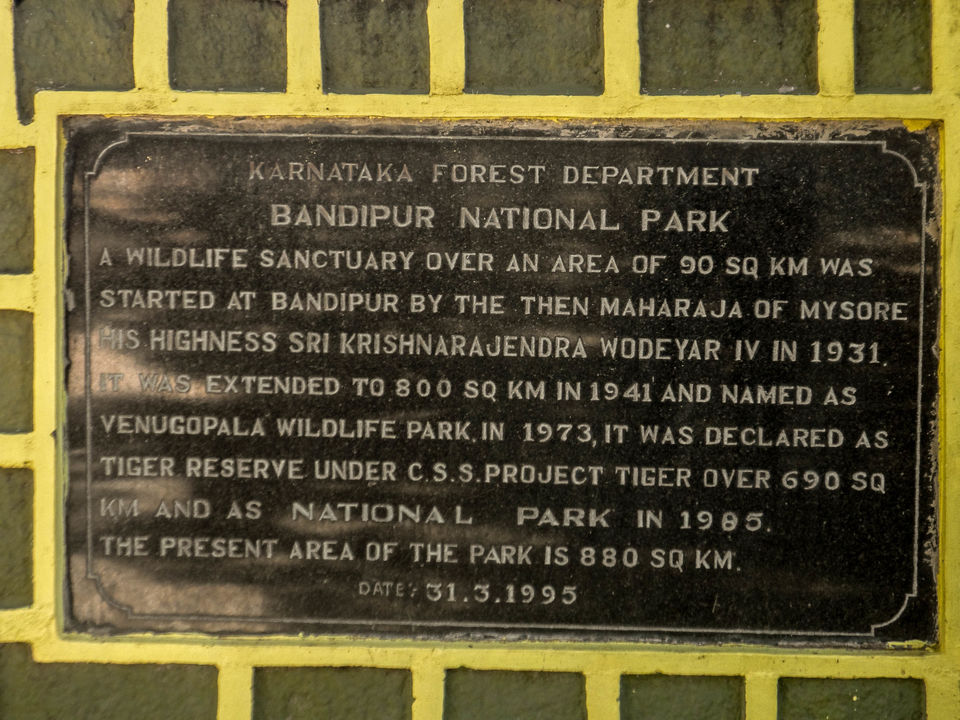 KARNATAKA FOREST DEPARTMENT
BANDIPUR NATIONAL PARK
A WILDLIFE SANCTUARY OVER AN AREA OF 90 SQ KM WAS
STARTED AT BANDIPUR BY THE THEN MAHARAJA OF MYSORE
HIS HIGHNESS SRI KRISHNARAJENDRA WODEYAR IV IN 1931.
IT WAS EXTENDED TO 800 SQ KM IN 1941 AND NAMED AS
VENUGOPALA WILDLIFE PARK. IN 1973, IT WAS DECLARED AS
TIGER RESERVE UNDER C.S.S. PROJECT TIGER OVER 690 SQ
KM AND AS NATIONAL PARK IN 1985.
THE PRESENT AREA OF THE PARK IS 880 SQ KM.
DATE: 31.3.1995